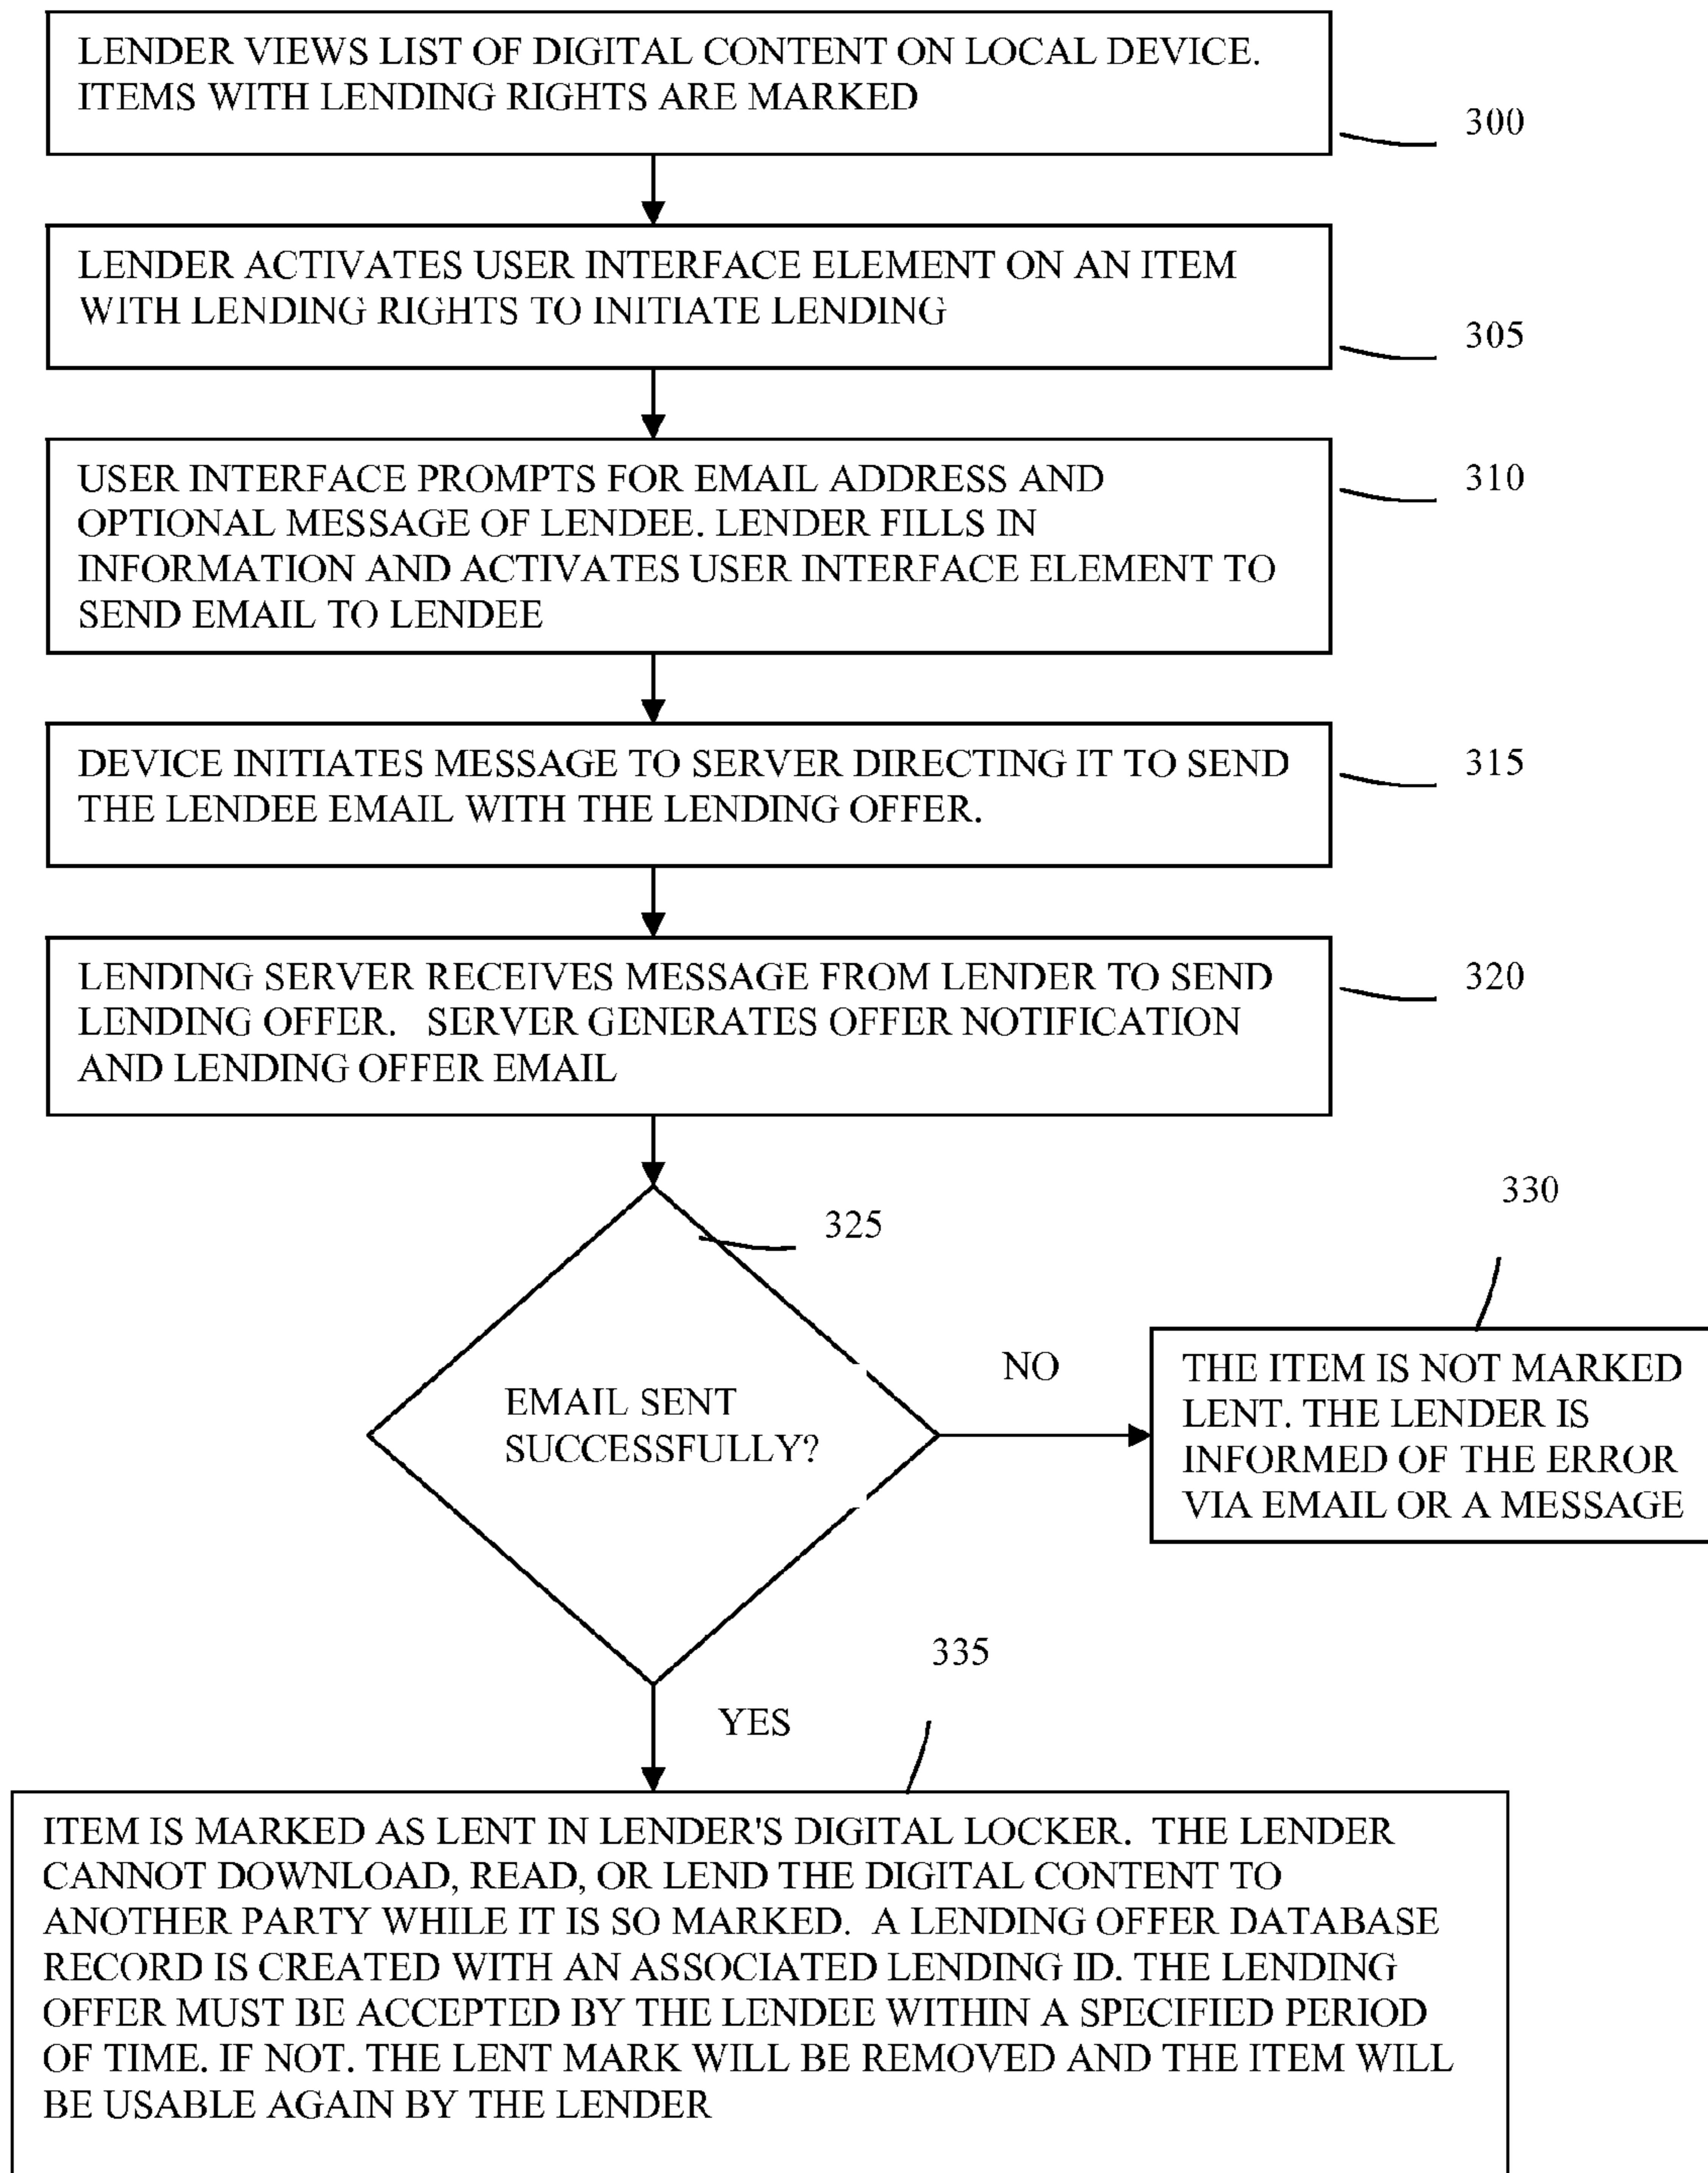 LENDER VIEWS LIST OF DIGITAL CONTENT ON LOCAL DEVICE.
ITEMS WITH LENDING RIGHTS ARE MARKED
300
LENDER ACTIVATES USER INTERFACE ELEMENT ON AN ITEM
WITH LENDING RIGHTS TO INITIATE LENDING
305
USER INTERFACE PROMPTS FOR EMAIL ADDRESS AND
OPTIONAL MESSAGE OF LENDEE. LENDER FILLS IN
INFORMATION AND ACTIVATES USER INTERFACE ELEMENT TO
SEND EMAIL TO LENDEE
310
DEVICE INITIATES MESSAGE TO SERVER DIRECTING IT TO SEND
THE LENDEE EMAIL WITH THE LENDING OFFER.
315
LENDING SERVER RECEIVES MESSAGE FROM LENDER TO SEND
LENDING OFFER.   SERVER GENERATES OFFER NOTIFICATION
AND LENDING OFFER EMAIL
320
325
EMAIL SENT
SUCCESSFULLY?
NO
330
THE ITEM IS NOT MARKED
LENT. THE LENDER IS
INFORMED OF THE ERROR
VIA EMAIL OR A MESSAGE
YES
335
ITEM IS MARKED AS LENT IN LENDER'S DIGITAL LOCKER.  THE LENDER
CANNOT DOWNLOAD, READ, OR LEND THE DIGITAL CONTENT TO
ANOTHER PARTY WHILE IT IS SO MARKED.  A LENDING OFFER DATABASE
RECORD IS CREATED WITH AN ASSOCIATED LENDING ID. THE LENDING
OFFER MUST BE ACCEPTED BY THE LENDEE WITHIN A SPECIFIED PERIOD
OF TIME. IF NOT. THE LENT MARK WILL BE REMOVED AND THE ITEM WILL
BE USABLE AGAIN BY THE LENDER